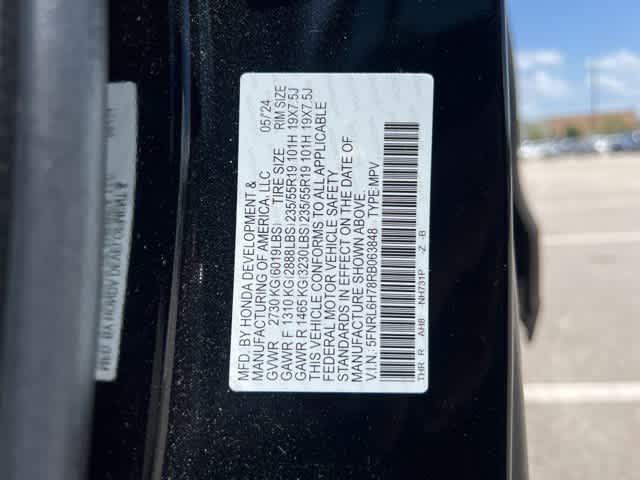 MFD. BY HONDA DEVELOPMENT &
MANUFACTURING OF AMERICA, LLC 05/'24
GVWR 2730 KG(6019LBS) TIRE SIZE RIM SIZE
GAWR F 1310 KG(2888LBS)235/55R19 101H 19X7.5J
GAWR R 1465 KG(3230LBS)235/55R19 101H 19X7.5J
THIS VEHICLE CONFORMS TO ALL APPLICABLE
FEDERAL MOTOR VEHICLE SAFETY
STANDARDS IN EFFECT ON THE DATE OF
MANUFACTURE SHOWN ABOVE.
V.I.N.: 5FNRL6H78RB063848 TYPE:MPV
THR R AHB NH731P -Z -B